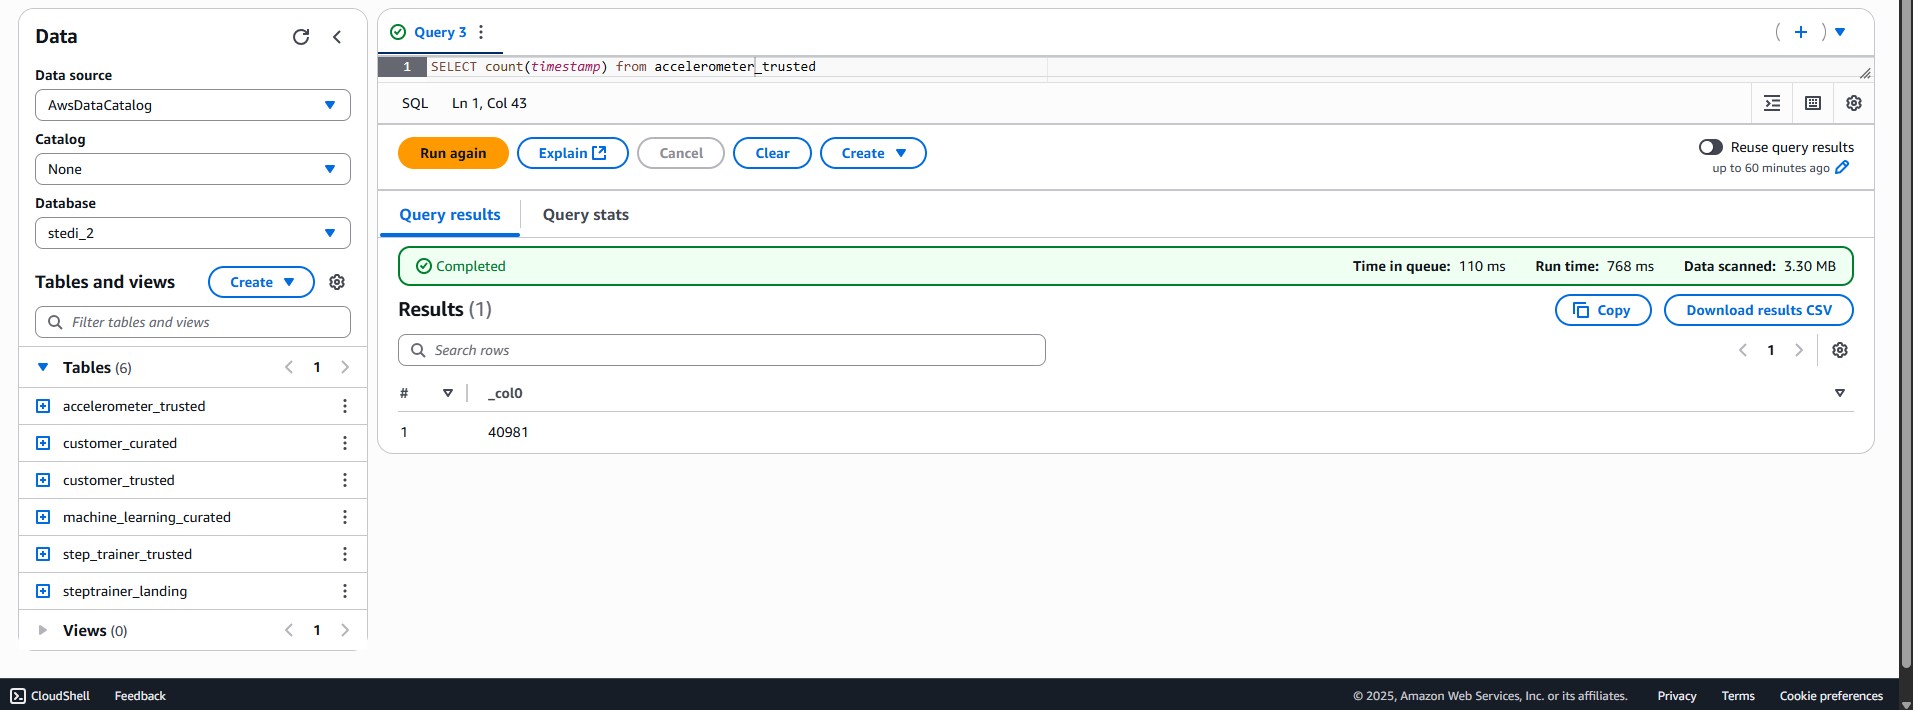 Data
Data source
AwsDataCatalog
Catalog
None
Database
stedi_2
Tables and views
Create
Filter tables and views
Tables (6)
1
accelerometer_trusted
customer_curated
customer_trusted
machine_learning_curated
step_trainer_trusted
steptrainer_landing
Views (0)
1
Query 3
1 SELECT count(timestamp) from accelerometer_trusted
SQL Ln 1, Col 43
Run again Explain Cancel Clear Create
Reuse query results
up to 60 minutes ago
Query results Query stats
Completed Time in queue: 110 ms Run time: 768 ms Data scanned: 3.30 MB
Results (1) Copy Download results CSV
Search rows 1
# _col0
1 40981
CloudShell Feedback © 2025, Amazon Web Services, Inc. or its affiliates. Privacy Terms Cookie preferences